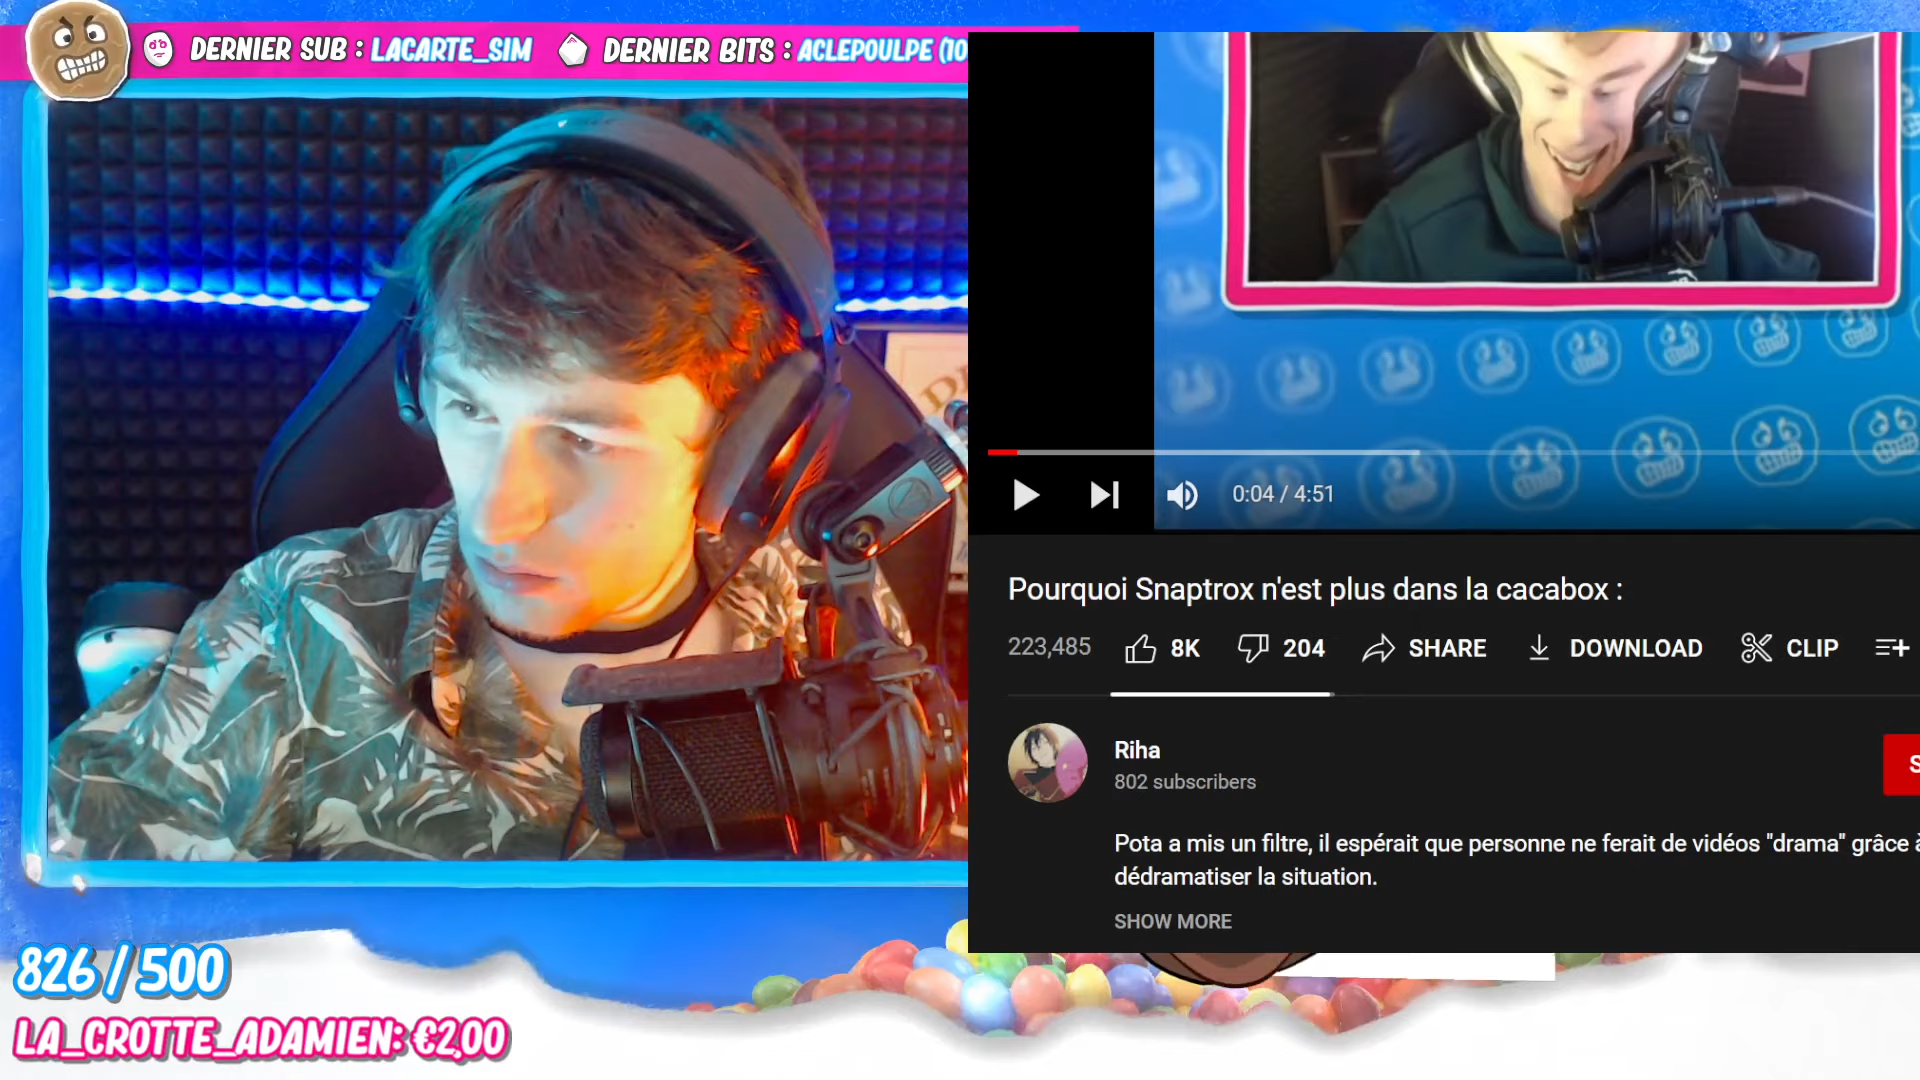 DERNIER SUB : LACARTE_SIM DERNIER BITS : ACLEPOULPE (10
0:04 / 4:51
Pourquoi Snaptrox n'est plus dans la cacabox :
223,485 8K 204 SHARE DOWNLOAD CLIP
Riha
802 subscribers
S
Pota a mis un filtre, il espérait que personne ne ferait de vidéos "drama" grâce à
dédramatiser la situation.
SHOW MORE
826 / 500
LA_CROTTE_ADAMIEN: €2,00